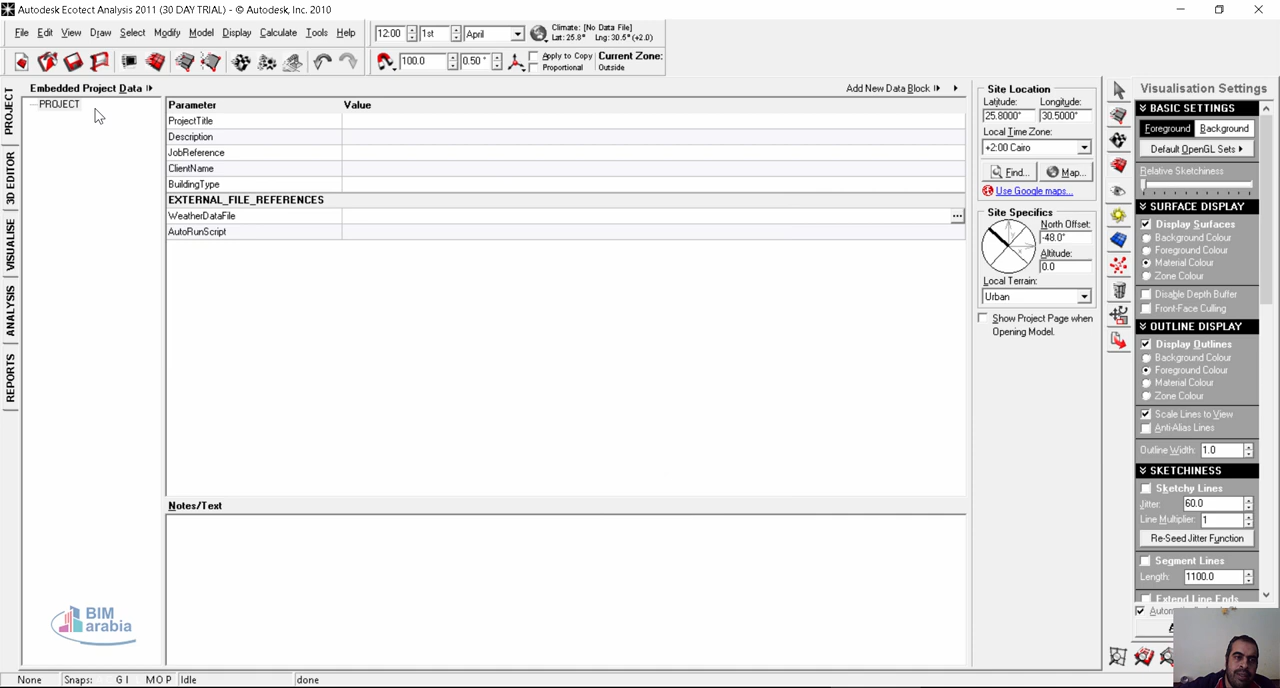 Autodesk Ecotect Analysis 2011 (30 DAY TRIAL) - © Autodesk, Inc. 2010
File Edit View Draw Select Modify Model Display Calculate Tools Help
12:00 1st April
Climate: [No Data File]
Lat: 25.8° Lng: 30.5° (+2.0)
100.0 0.50 °
Apply to Copy
Proportional
Current Zone:
Outside
PROJECT
3D EDITOR
VISUALISE
ANALYSIS
REPORTS
Embedded Project Data
PROJECT
Add New Data Block
Parameter Value
ProjectTitle
Description
JobReference
ClientName
BuildingType
EXTERNAL_FILE_REFERENCES
WeatherDataFile ...
AutoRunScript
Notes/Text
BIM
arabia
Site Location
Latitude: Longitude:
25.8000° 30.5000°
Local Time Zone:
+2:00 Cairo
Find... Map...
Use Google maps...
Site Specifics
North Offset:
-48.0°
Altitude:
0.0
Local Terrain:
Urban
Show Project Page when
Opening Model.
Visualisation Settings
BASIC SETTINGS
Foreground Background
Default OpenGL Sets
Relative Sketchiness
SURFACE DISPLAY
Display Surfaces
Background Colour
Foreground Colour
Material Colour
Zone Colour
Disable Depth Buffer
Front-Face Culling
OUTLINE DISPLAY
Display Outlines
Background Colour
Foreground Colour
Material Colour
Zone Colour
Scale Lines to View
Anti-Alias Lines
Outline Width: 1.0
SKETCHINESS
Sketchy Lines
Jitter: 60.0
Line Multiplier: 1
Re-Seed Jitter Function
Segment Lines
Length: 1100.0
Extend Line Ends
None Snaps: G I M O P Idle done